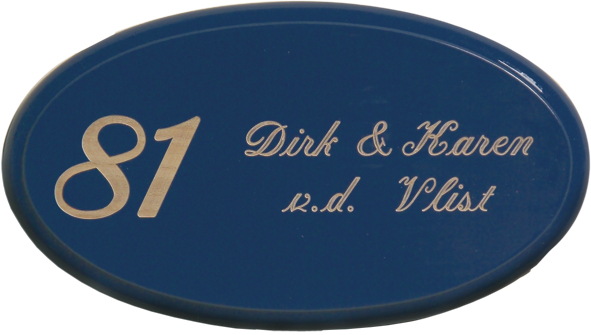 81
Dirk & Karen
v.d. Vlist